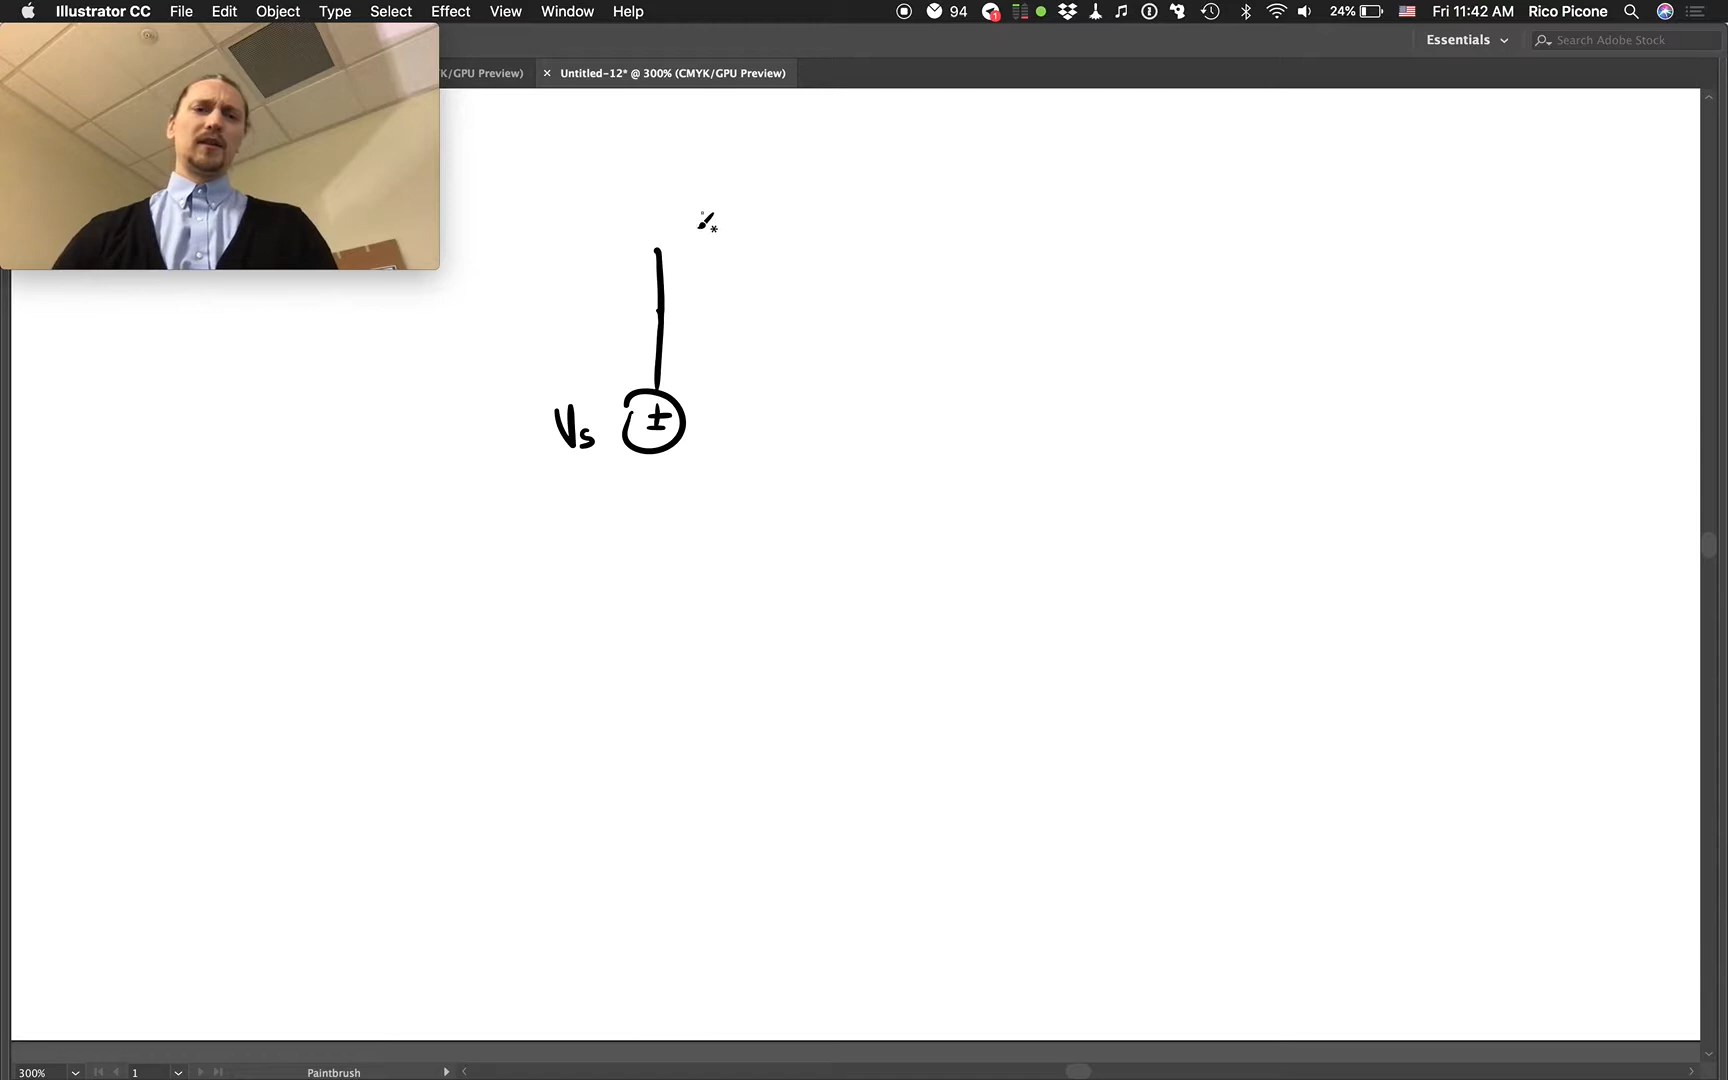 Illustrator CC File Edit Object Type Select Effect View Window Help 94 1 24% Fri 11:42 AM Rico Picone
Essentials Search Adobe Stock
K/GPU Preview) × Untitled-12* @ 300% (CMYK/GPU Preview)
Vs ±
300% 1 Paintbrush